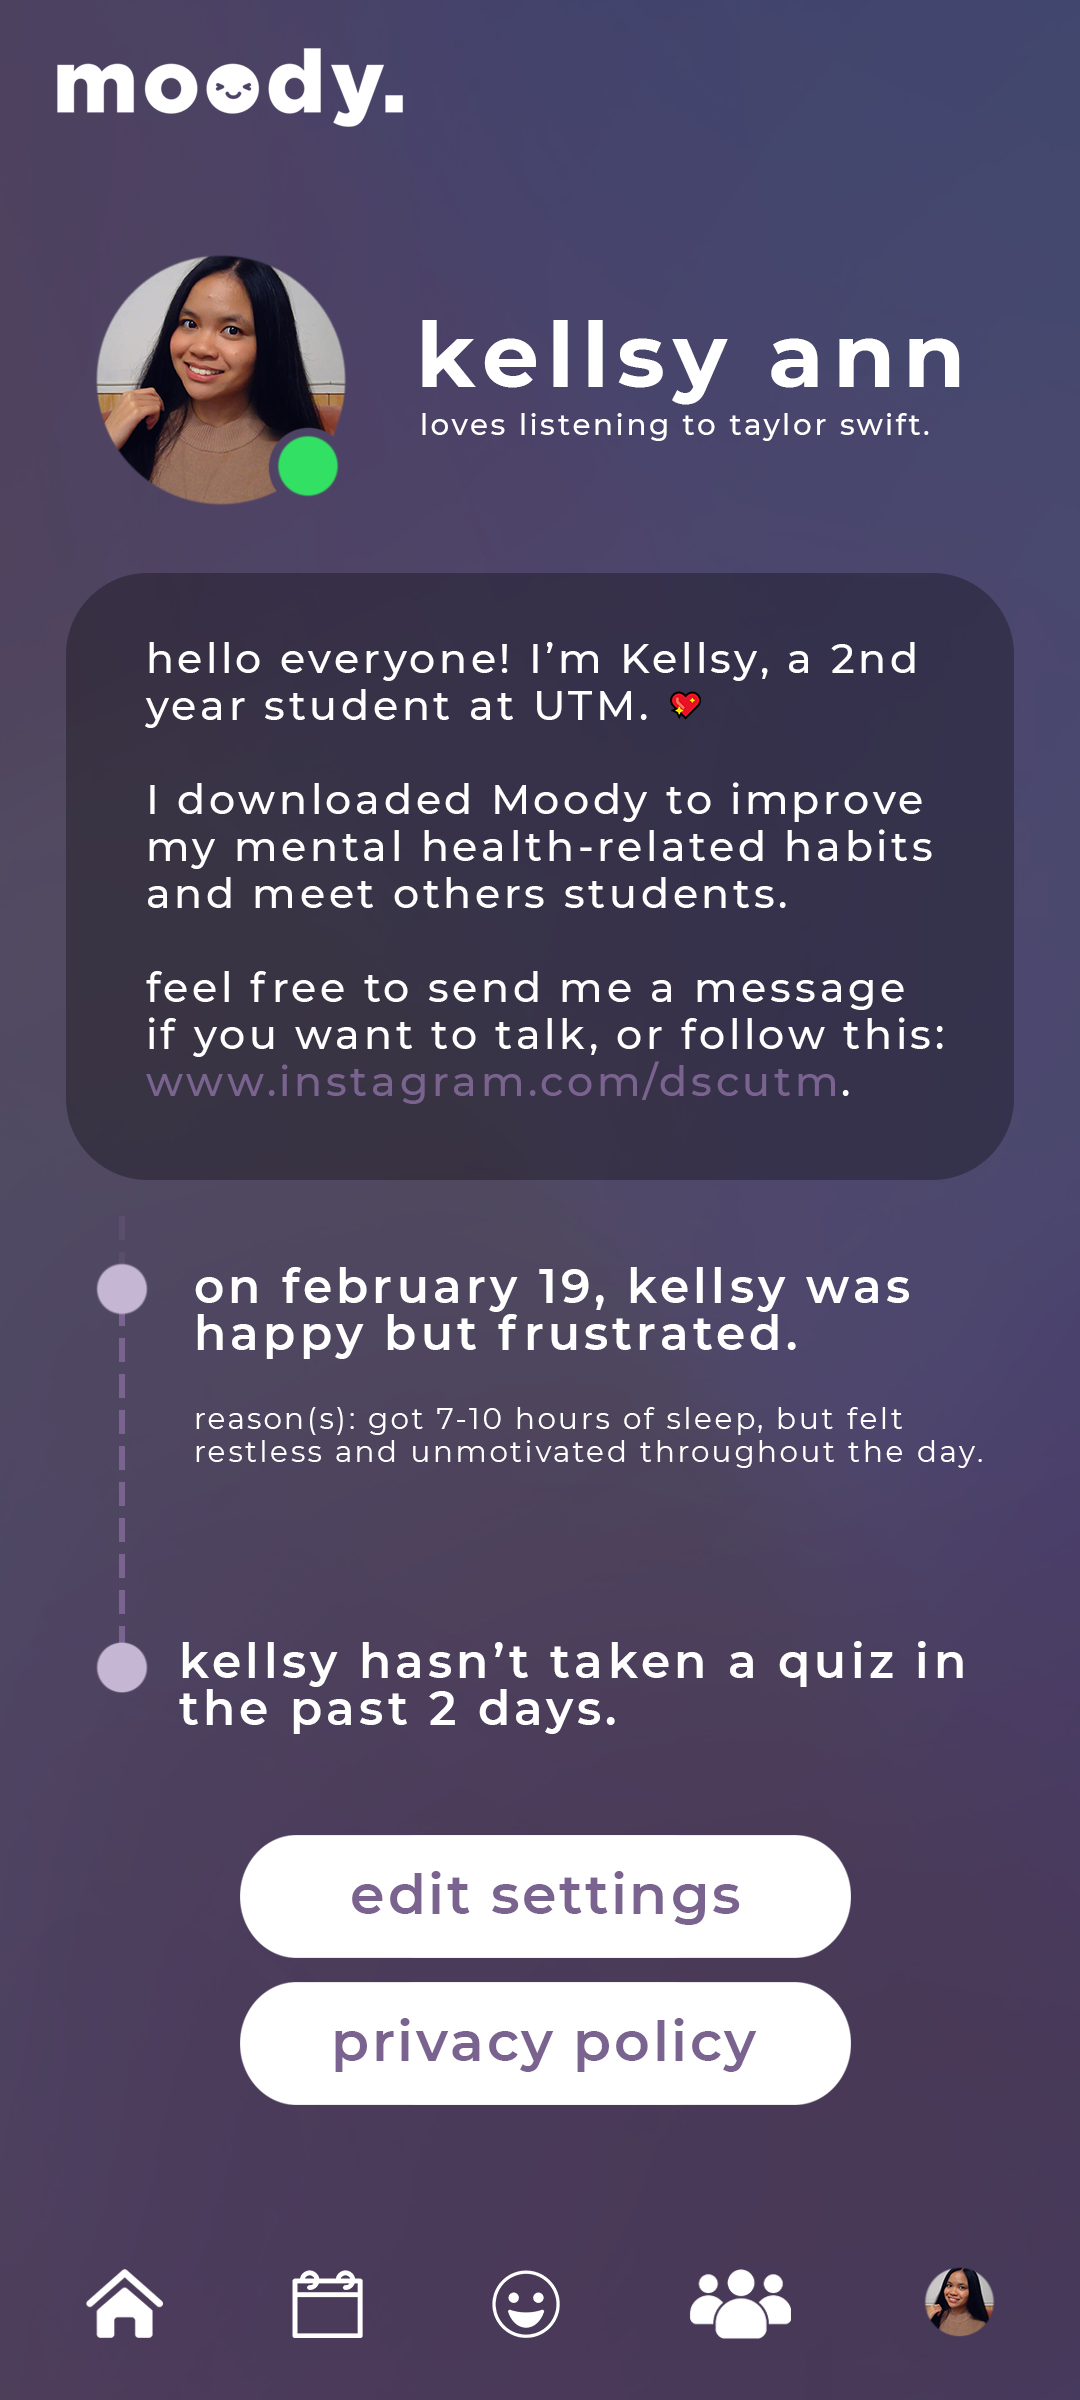 moody.
kellsy ann
loves listening to taylor swift.
hello everyone! I’m Kellsy, a 2nd
year student at UTM. 💖
I downloaded Moody to improve
my mental health-related habits
and meet others students.
feel free to send me a message
if you want to talk, or follow this:
www.instagram.com/dscutm.
on february 19, kellsy was
happy but frustrated.
reason(s): got 7-10 hours of sleep, but felt
restless and unmotivated throughout the day.
kellsy hasn’t taken a quiz in
the past 2 days.
edit settings
privacy policy